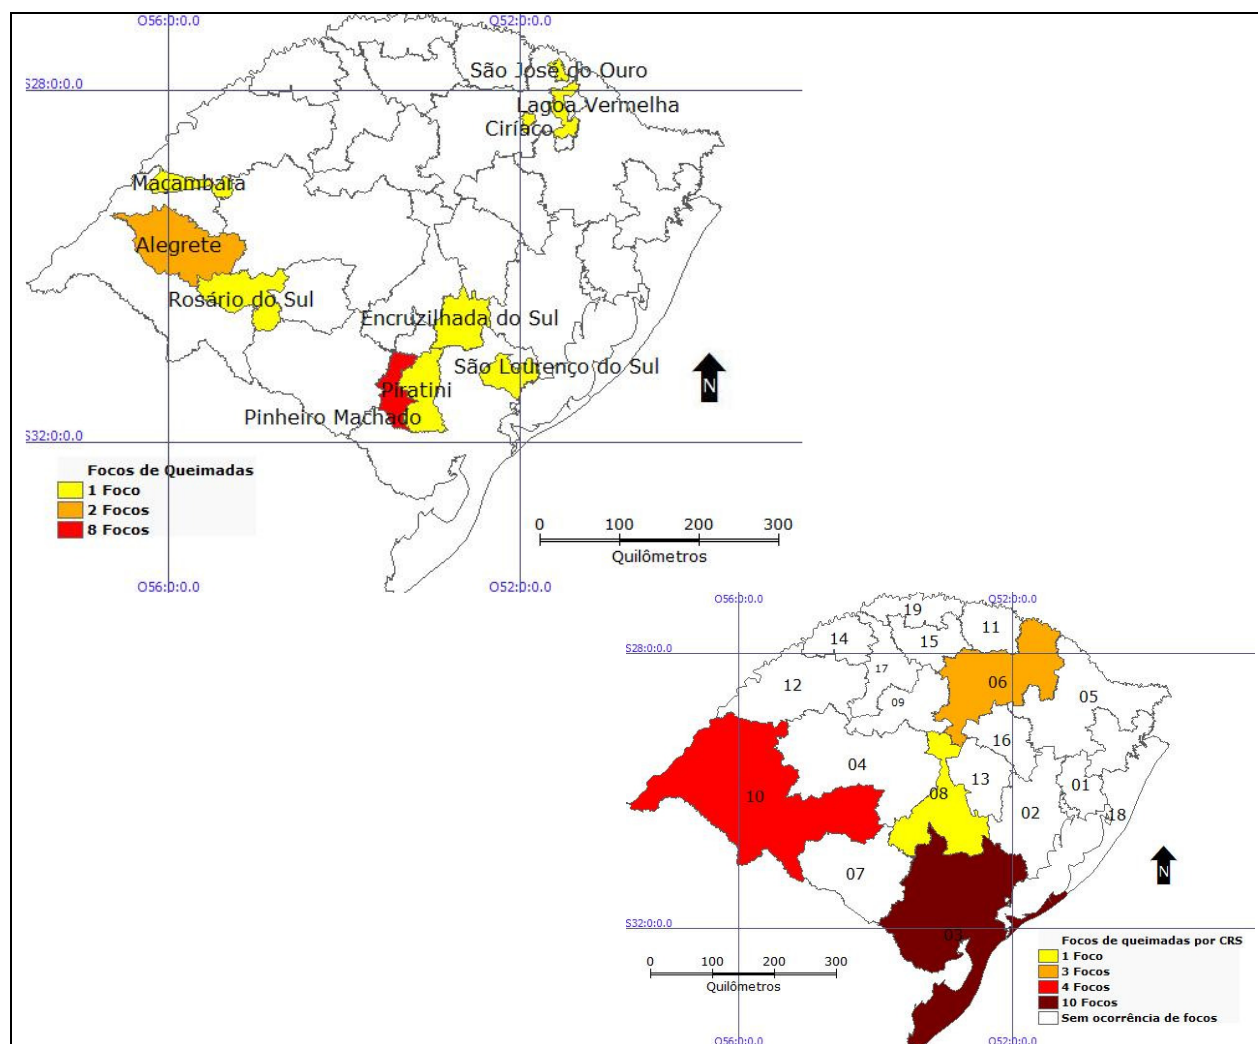 O56:0:0.0
O52:0:0.0
São José do Ouro
S28:0:0.0
Lagoa Vermelha
Ciríaco
Maçambara
Alegrete
Rosário do Sul
Encruzilhada do Sul
São Lourenço do Sul
Piratini
N
Pinheiro Machado
S32:0:0.0
Focos de Queimadas
1 Foco
2 Focos
8 Focos
0 100 200 300
Quilômetros
O56:0:0.0
O52:0:0.0
O56:0:0.0
O52:0:0.0
19
11
14
15
S28:0:0.0
17
12
06
05
09
16
04
13
01
10
08
02
18
07
N
S32:0:0.0
03
0 100 200 300
Quilômetros
Focos de queimadas por CRS
1 Foco
3 Focos
4 Focos
10 Focos
Sem ocorrência de focos
O56:0:0.0
O52:0:0.0